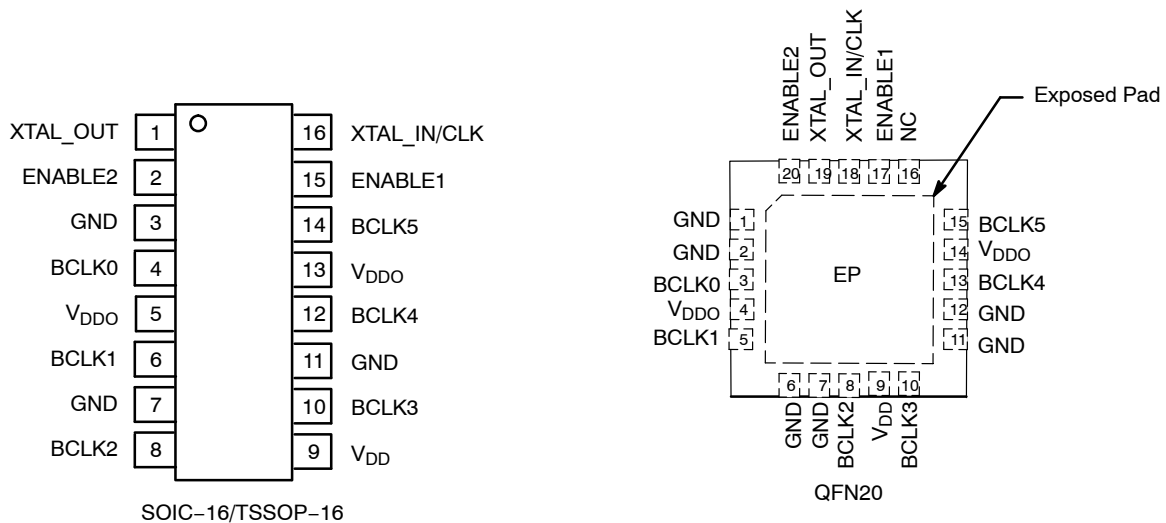 XTAL_OUT 1 16 XTAL_IN/CLK
ENABLE2 2 15 ENABLE1
GND 3 14 BCLK5
BCLK0 4 13 VDDO
VDDO 5 12 BCLK4
BCLK1 6 11 GND
GND 7 10 BCLK3
BCLK2 8 9 VDD
SOIC−16/TSSOP−16
ENABLE2
XTAL_OUT
XTAL_IN/CLK
ENABLE1
NC
Exposed Pad
20 19 18 17 16
GND 1 15 BCLK5
GND 2 14 VDDO
BCLK0 3 EP 13 BCLK4
VDDO 4 12 GND
BCLK1 5 11 GND
6 7 8 9 10
GND
GND
BCLK2
VDD
BCLK3
QFN20